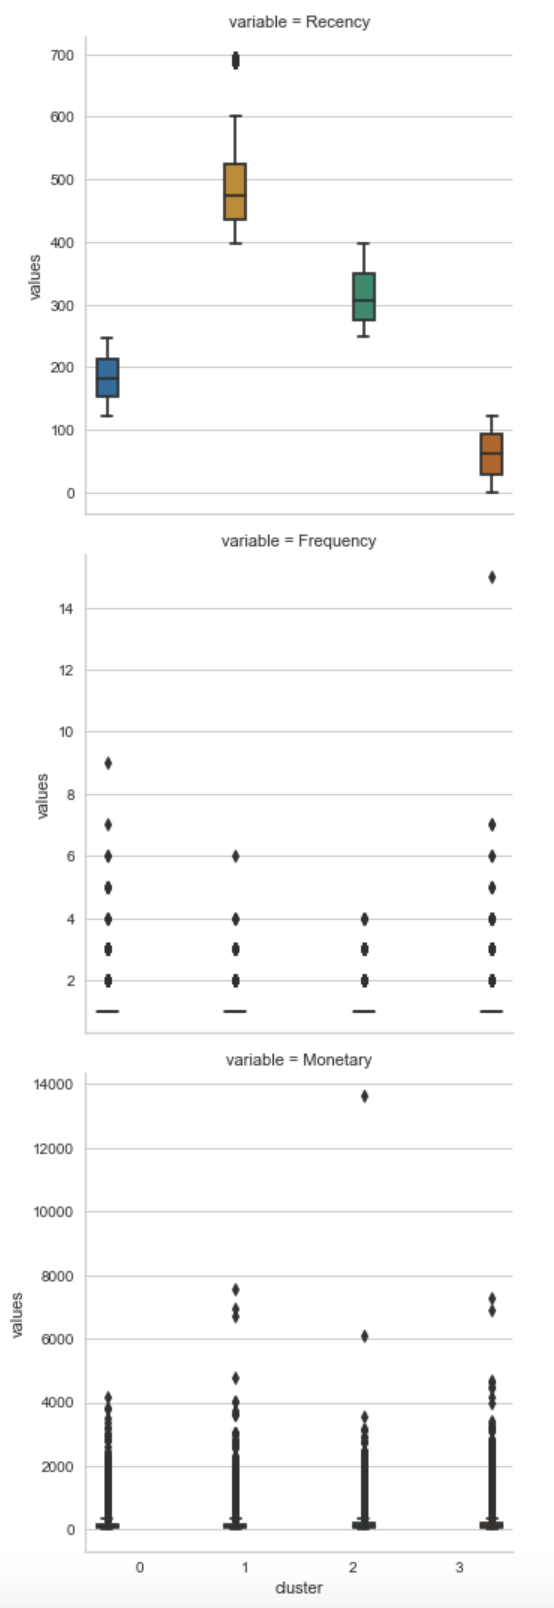 variable = Recency
700
600
500
400
300
200
100
0
values
variable = Frequency
14
12
10
8
6
4
2
values
variable = Monetary
14000
12000
10000
8000
6000
4000
2000
0
values
0 1 2 3
cluster